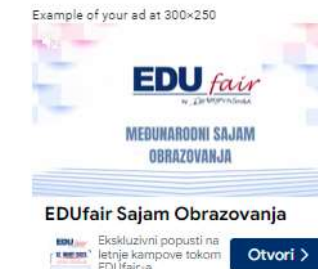 Example of your ad at 300×250
EDU fair
MEĐUNARODNI SAJAM
OBRAZOVANJA
EDUfair Sajam Obrazovanja
Ekskluzivni popusti na
letnje kampove tokom
EDUfair-a
Otvori >